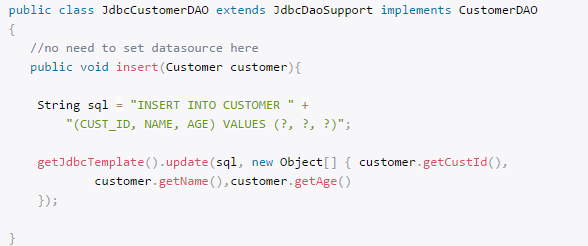 public class JdbcCustomerDAO extends JdbcDaoSupport implements CustomerDAO
{
   //no need to set datasource here
   public void insert(Customer customer){

    String sql = "INSERT INTO CUSTOMER " +
        "(CUST_ID, NAME, AGE) VALUES (?, ?, ?)";

    getJdbcTemplate().update(sql, new Object[] { customer.getCustId(),
            customer.getName(),customer.getAge()
    });

}